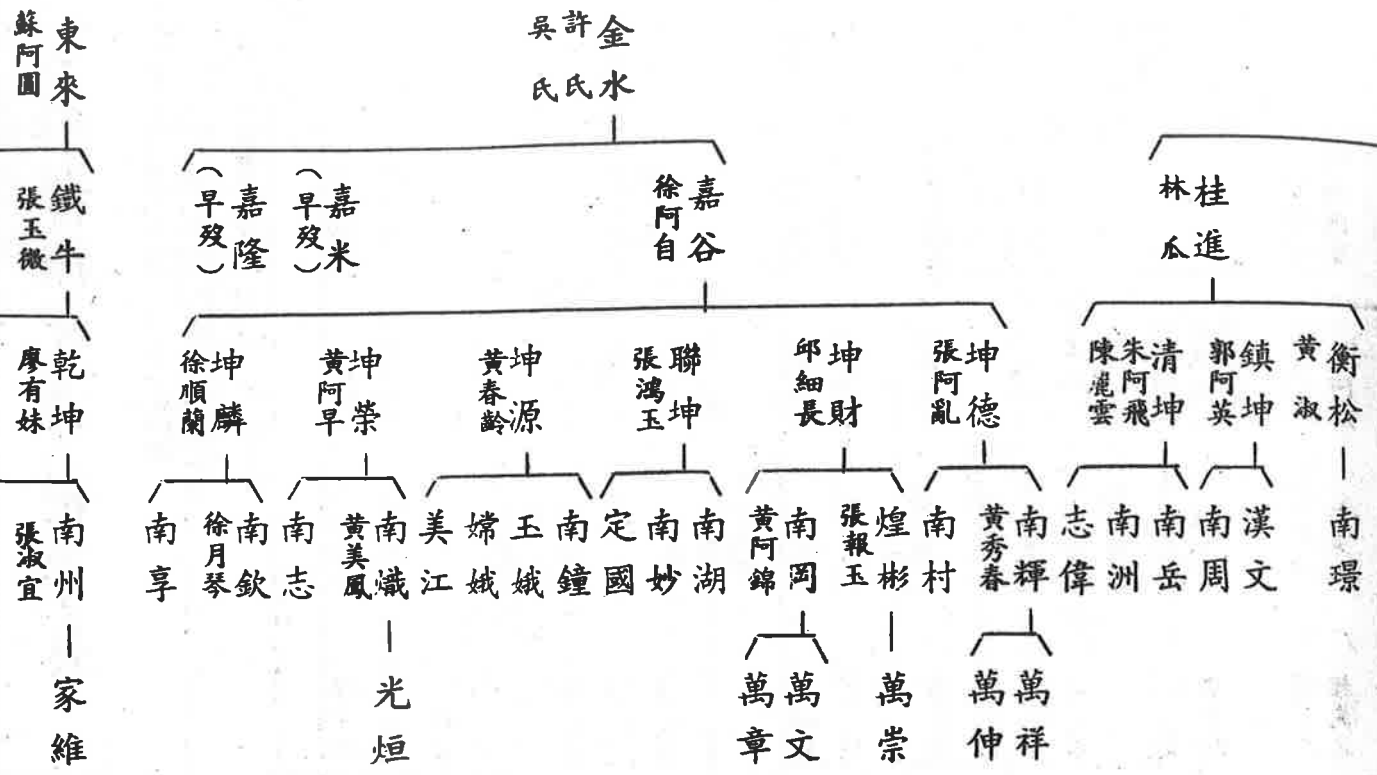 金水
許氏
吳氏
東來
蘇阿圓
桂進
林瓜
嘉谷
徐阿自
嘉米
（早歿）
嘉隆
（早歿）
鐵牛
張玉微
衡松
黃淑
鎮坤
郭阿英
清坤
朱阿飛
陳麗雲
坤德
張阿亂
坤財
邱細長
聯坤
張鴻玉
坤源
黃春齡
坤榮
黃阿早
坤麟
徐順蘭
乾坤
廖有妹
南璟
漢文
南周
南岳
南洲
志偉
南輝
黃秀春
南村
煌彬
張報玉
南岡
黃阿錦
南湖
南妙
定國
南鐘
玉娥
嫦娥
美江
南熾
黃美鳳
南志
南欽
徐月琴
南享
南州
張淑宜
萬祥
萬伸
萬崇
萬文
萬章
光烜
家維